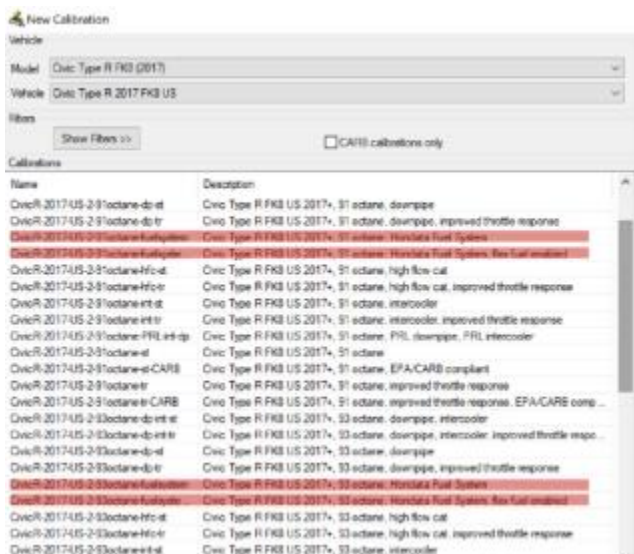 New Calibration
Vehicle
Model Civic Type R FK8 (2017)
Vehicle Civic Type R 2017 FK8 US
Filters
Show Filters >>
CARB calibrations only
Calibrations
Name Description
CivicR-2017-US-2-91octane-dp-st Civic Type R FK8 US 2017+, 91 octane, downpipe
CivicR-2017-US-2-91octane-dp-tr Civic Type R FK8 US 2017+, 91 octane, downpipe, improved throttle response
Civic Type R FK8 US 2017+, 91 octane, Hondata Fuel System
Civic Type R FK8 US 2017+, 91 octane, Hondata Fuel System, flex fuel enabled
CivicR-2017-US-2-91octane-hfc-st Civic Type R FK8 US 2017+, 91 octane, high flow cat
CivicR-2017-US-2-91octane-hfc-tr Civic Type R FK8 US 2017+, 91 octane, high flow cat, improved throttle response
CivicR-2017-US-2-91octane-int-st Civic Type R FK8 US 2017+, 91 octane, intercooler
CivicR-2017-US-2-91octane-int-tr Civic Type R FK8 US 2017+, 91 octane, intercooler, improved throttle response
CivicR-2017-US-2-91octane-PRL-int-dp Civic Type R FK8 US 2017+, 91 octane, PRL downpipe, PRL intercooler
CivicR-2017-US-2-91octane-st Civic Type R FK8 US 2017+, 91 octane
CivicR-2017-US-2-91octane-st-CARB Civic Type R FK8 US 2017+, 91 octane, EPA/CARB compliant
CivicR-2017-US-2-91octane-tr Civic Type R FK8 US 2017+, 91 octane, improved throttle response
CivicR-2017-US-2-91octane-tr-CARB Civic Type R FK8 US 2017+, 91 octane, improved throttle response, EPA/CARB comp ...
CivicR-2017-US-2-93octane-dp-int-st Civic Type R FK8 US 2017+, 93 octane, downpipe, intercooler
CivicR-2017-US-2-93octane-dp-int-tr Civic Type R FK8 US 2017+, 93 octane, downpipe, intercooler, improved throttle respo...
CivicR-2017-US-2-93octane-dp-st Civic Type R FK8 US 2017+, 93 octane, downpipe
CivicR-2017-US-2-93octane-dp-tr Civic Type R FK8 US 2017+, 93 octane, downpipe, improved throttle response
Civic Type R FK8 US 2017+, 93 octane, Hondata Fuel System
Civic Type R FK8 US 2017+, 93 octane, Hondata Fuel System, flex fuel enabled
CivicR-2017-US-2-93octane-hfc-st Civic Type R FK8 US 2017+, 93 octane, high flow cat
CivicR-2017-US-2-93octane-hfc-tr Civic Type R FK8 US 2017+, 93 octane, high flow cat, improved throttle response
CivicR-2017-US-2-93octane-int-st Civic Type R FK8 US 2017+, 93 octane, intercooler